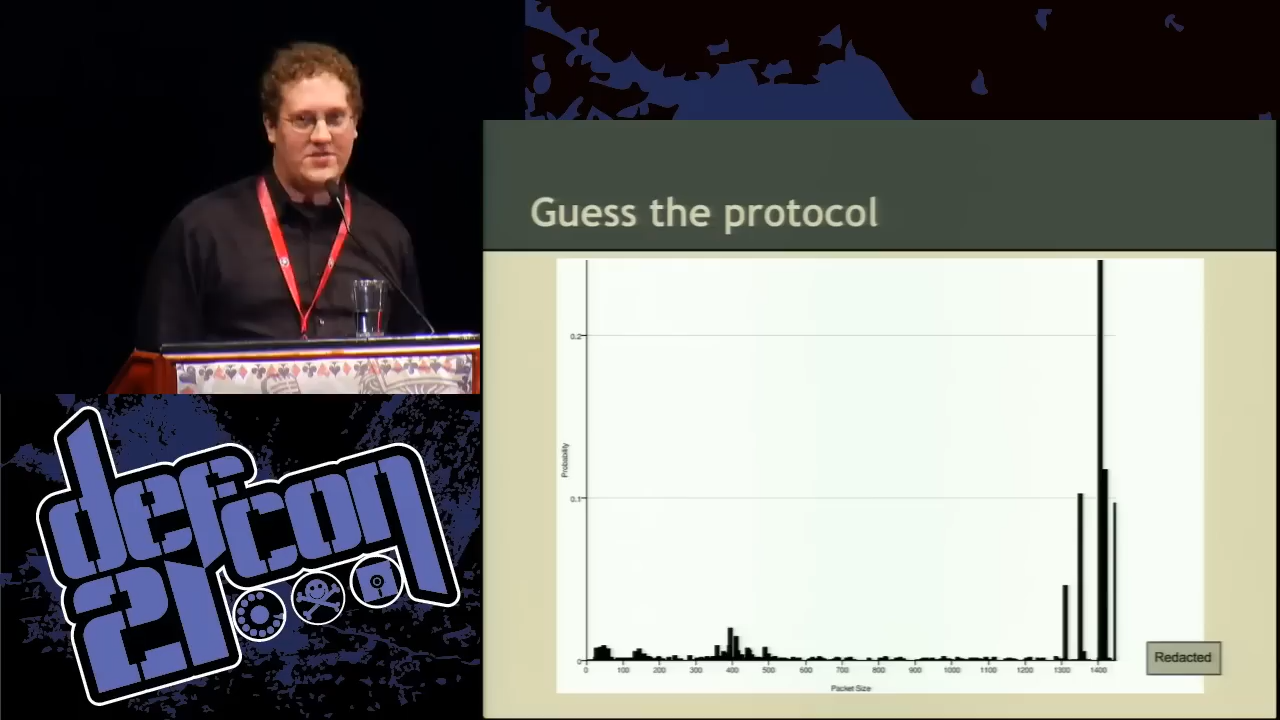 Guess the protocol
0.2
Probability
0.1
0
0 100 200 300 400 500 600 700 800 900 1000 1100 1200 1300 1400
Packet Size
Redacted
defcon
21